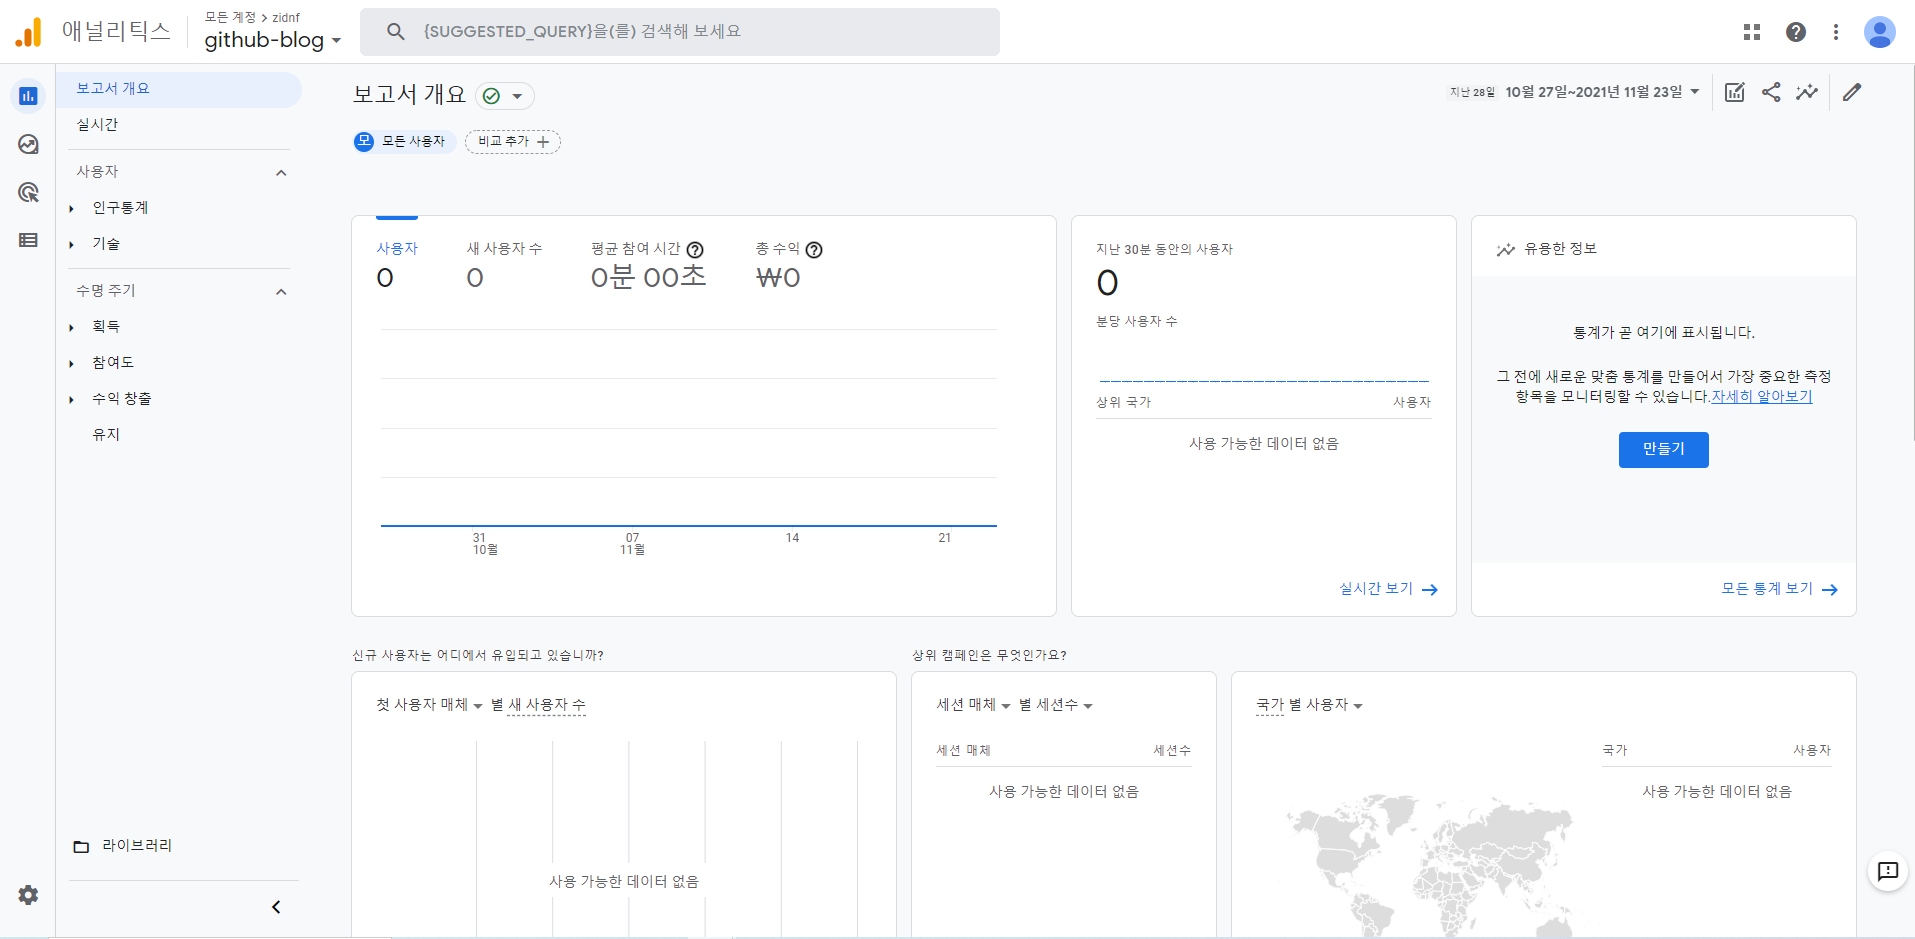 애널리틱스
모든 계정 > zidnf
github-blog
{SUGGESTED_QUERY}을(를) 검색해 보세요
보고서 개요
실시간
사용자
인구통계
기술
수명 주기
획득
참여도
수익 창출
유지
라이브러리
보고서 개요
지난 28일 10월 27일~2021년 11월 23일
모 모든 사용자
비교 추가
사용자
0
새 사용자 수
0
평균 참여 시간
0분 00초
총 수익
₩0
31
10월
07
11월
14
21
지난 30분 동안의 사용자
0
분당 사용자 수
상위 국가 사용자
사용 가능한 데이터 없음
실시간 보기
유용한 정보
통계가 곧 여기에 표시됩니다.
그 전에 새로운 맞춤 통계를 만들어서 가장 중요한 측정
항목을 모니터링할 수 있습니다.자세히 알아보기
만들기
모든 통계 보기
신규 사용자는 어디에서 유입되고 있습니까?
첫 사용자 매체 별 새 사용자 수
사용 가능한 데이터 없음
상위 캠페인은 무엇인가요?
세션 매체 별 세션수
세션 매체 세션수
사용 가능한 데이터 없음
국가 별 사용자
국가 사용자
사용 가능한 데이터 없음